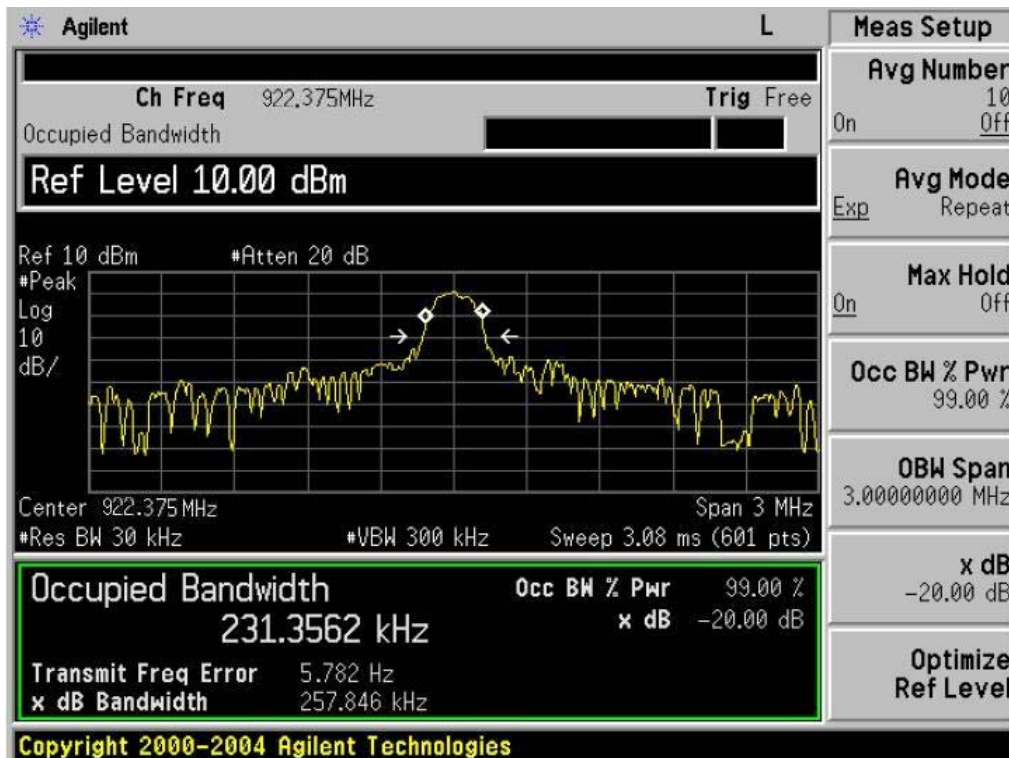 Agilent L
Ch Freq 922.375MHz Trig Free
Occupied Bandwidth
Ref Level 10.00 dBm
Ref 10 dBm #Atten 20 dB
#Peak
Log
10
dB/
Center 922.375 MHz Span 3 MHz
#Res BW 30 kHz #VBW 300 kHz Sweep 3.08 ms (601 pts)
Occupied Bandwidth
231.3562 kHz
Occ BW % Pwr 99.00 %
x dB -20.00 dB
Transmit Freq Error 5.782 Hz
x dB Bandwidth 257.846 kHz
Copyright 2000-2004 Agilent Technologies
Meas Setup
Avg Number
10
On Off
Avg Mode
Exp Repeat
Max Hold
On Off
Occ BW % Pwr
99.00 %
OBW Span
3.00000000 MHz
x dB
-20.00 dB
Optimize
Ref Level